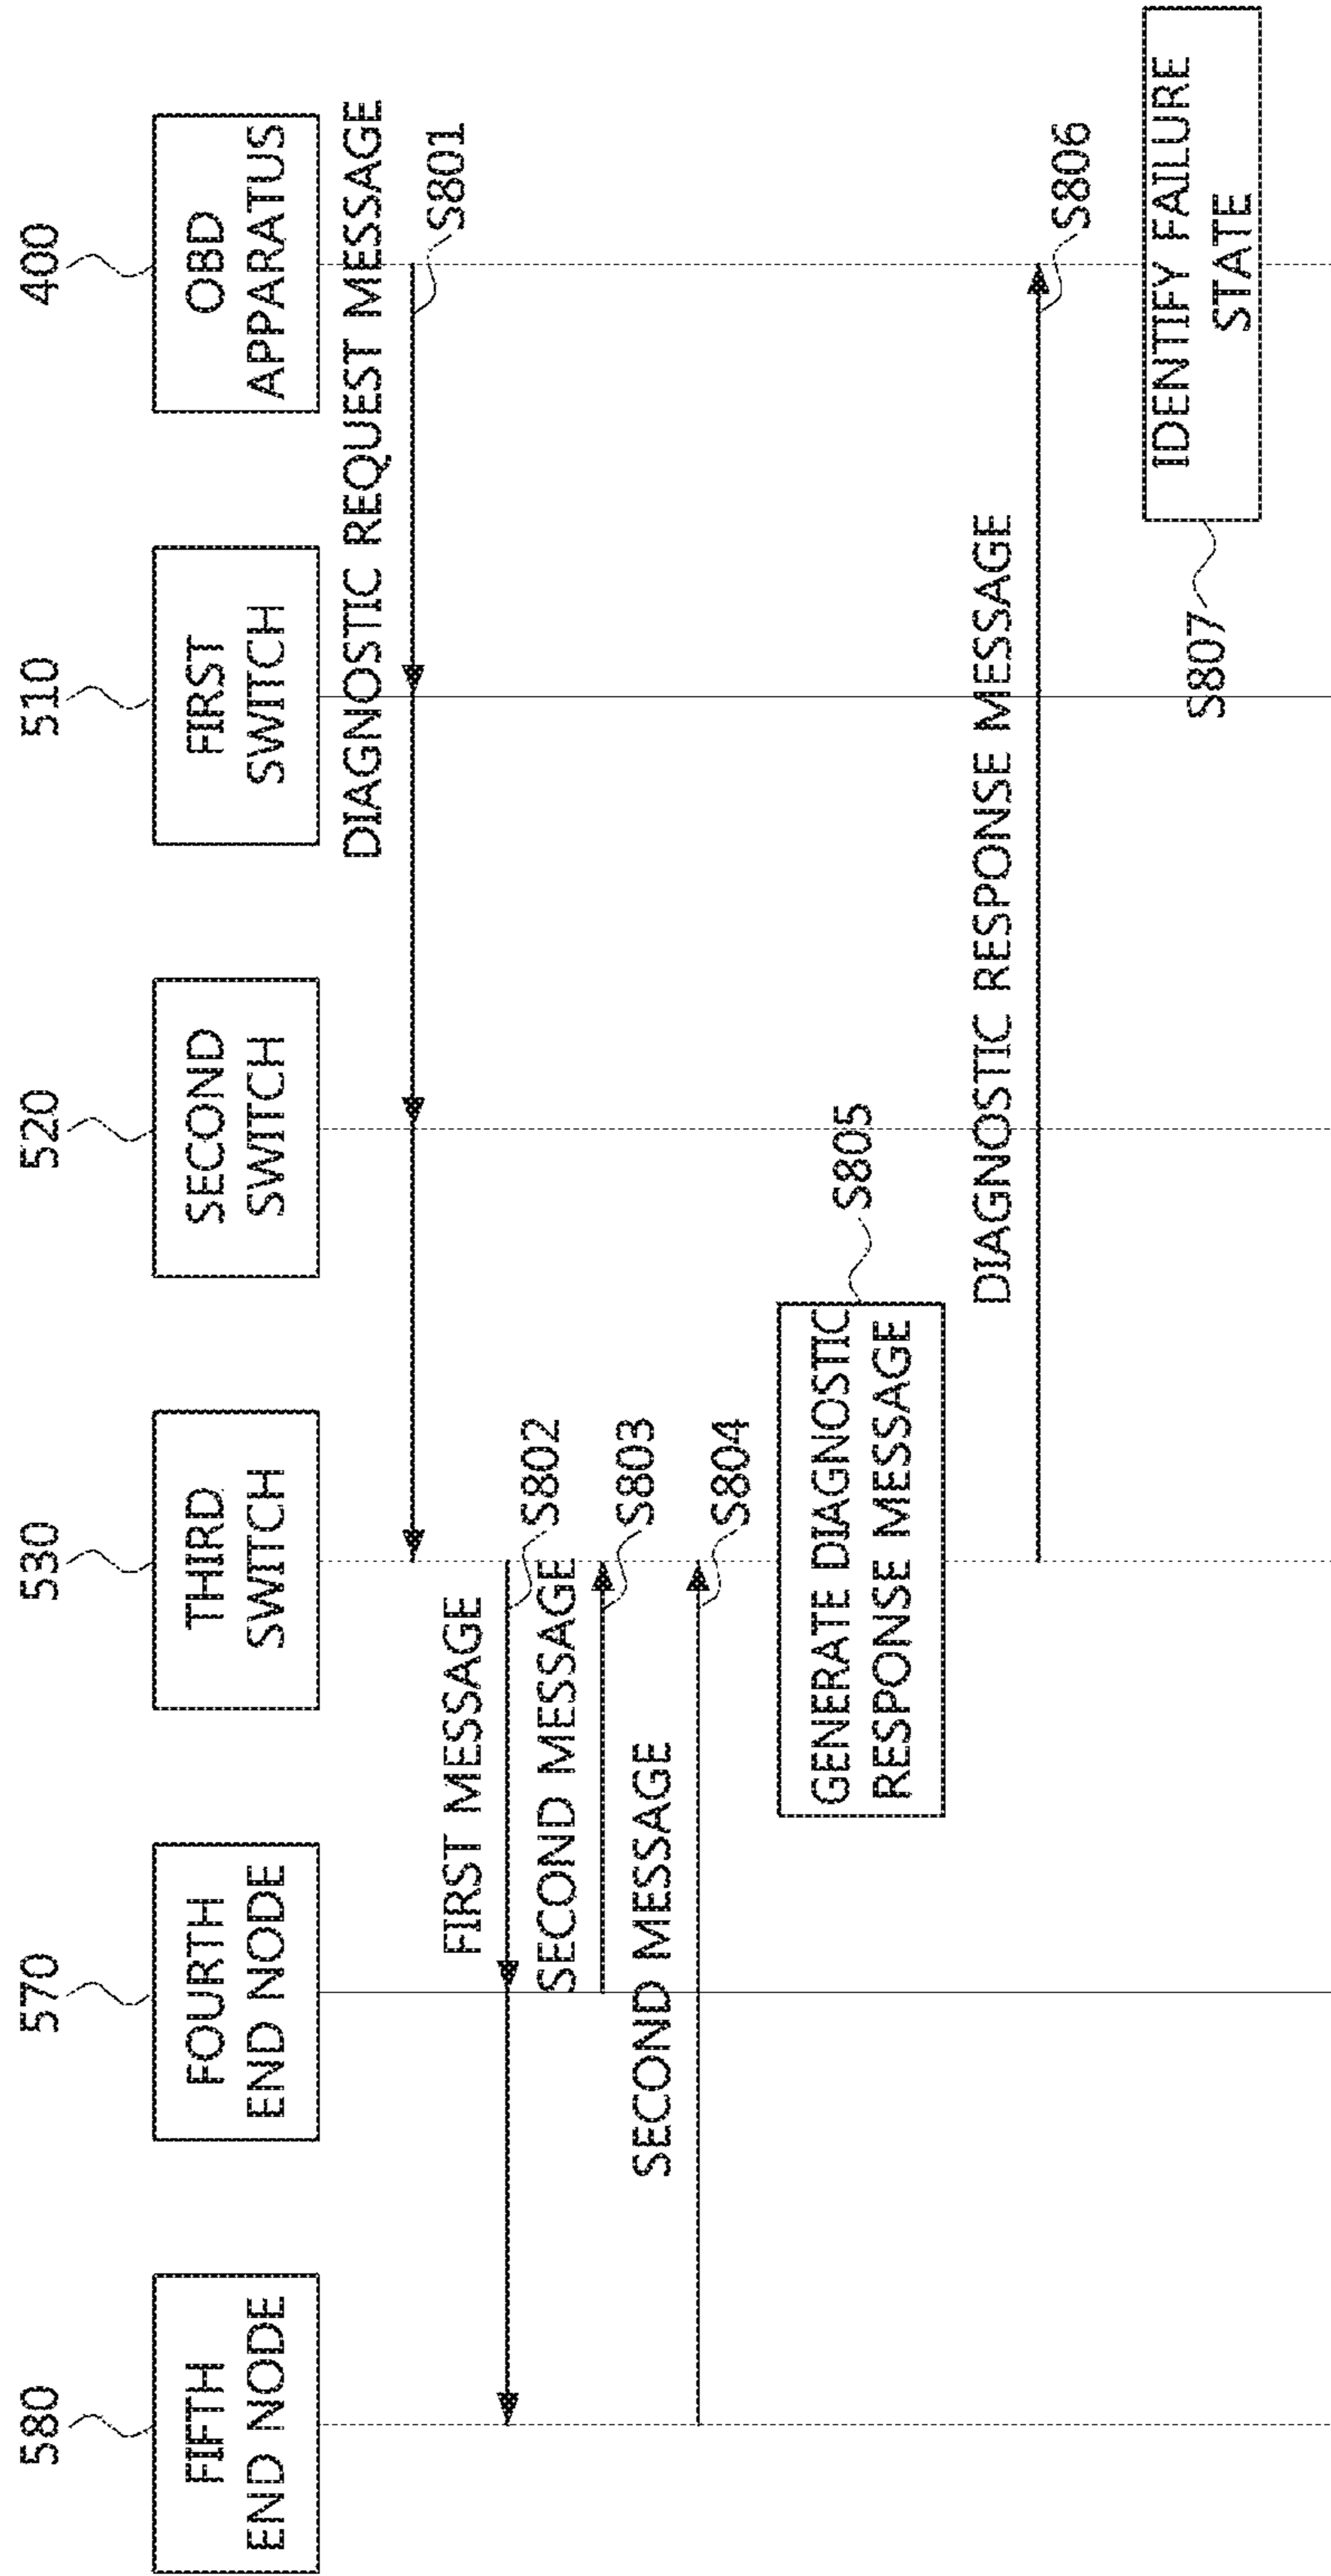 580
570
530
520
510
400
FIFTH
END NODE
FOURTH
END NODE
THIRD
SWITCH
SECOND
SWITCH
FIRST
SWITCH
OBD
APPARATUS
DIAGNOSTIC REQUEST MESSAGE
S801
FIRST MESSAGE
S802
SECOND MESSAGE
S803
SECOND MESSAGE
S804
GENERATE DIAGNOSTIC
RESPONSE MESSAGE
S805
DIAGNOSTIC RESPONSE MESSAGE
S806
IDENTIFY FAILURE
STATE
S807